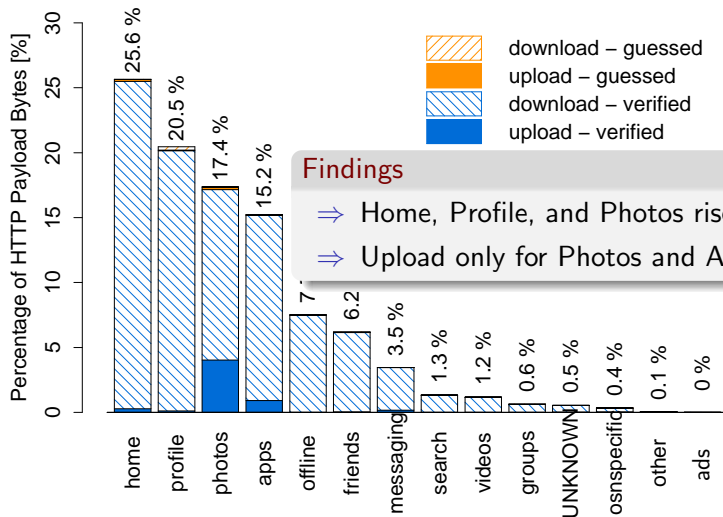 Percentage of HTTP Payload Bytes [%]
30
25
20
15
10
5
0
25.6 %
20.5 %
17.4 %
15.2 %
7
6.2
3.5 %
1.3 %
1.2 %
0.6 %
0.5 %
0.4 %
0.1 %
0 %
download – guessed
upload – guessed
download – verified
upload – verified
Findings
⇒ Home, Profile, and Photos
⇒ Upload only for Photos and
home
profile
photos
apps
offline
friends
messaging
search
videos
groups
UNKNOWN
osnspecific
other
ads